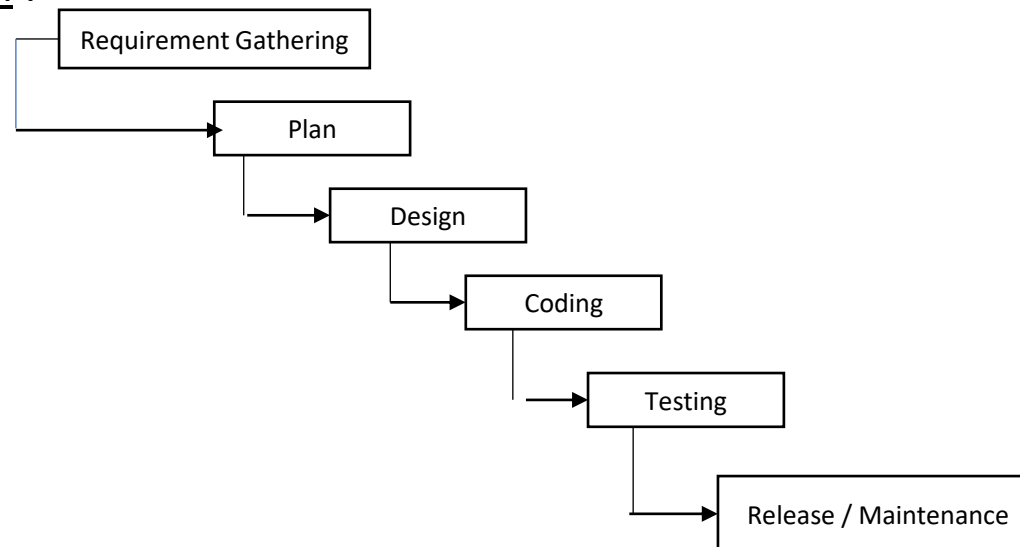 Requirement Gathering
Plan
Design
Coding
Testing
Release / Maintenance